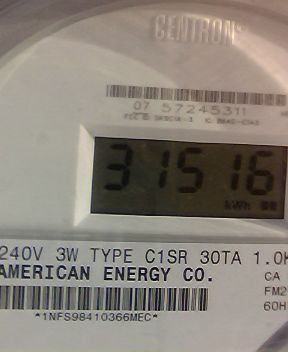 CENTRON®
07 57245311
31516
kWh
240V 3W TYPE C1SR 30TA 1.0K
AMERICAN ENERGY CO.
CA
FM2
60H
*1NFS98410366MEC*